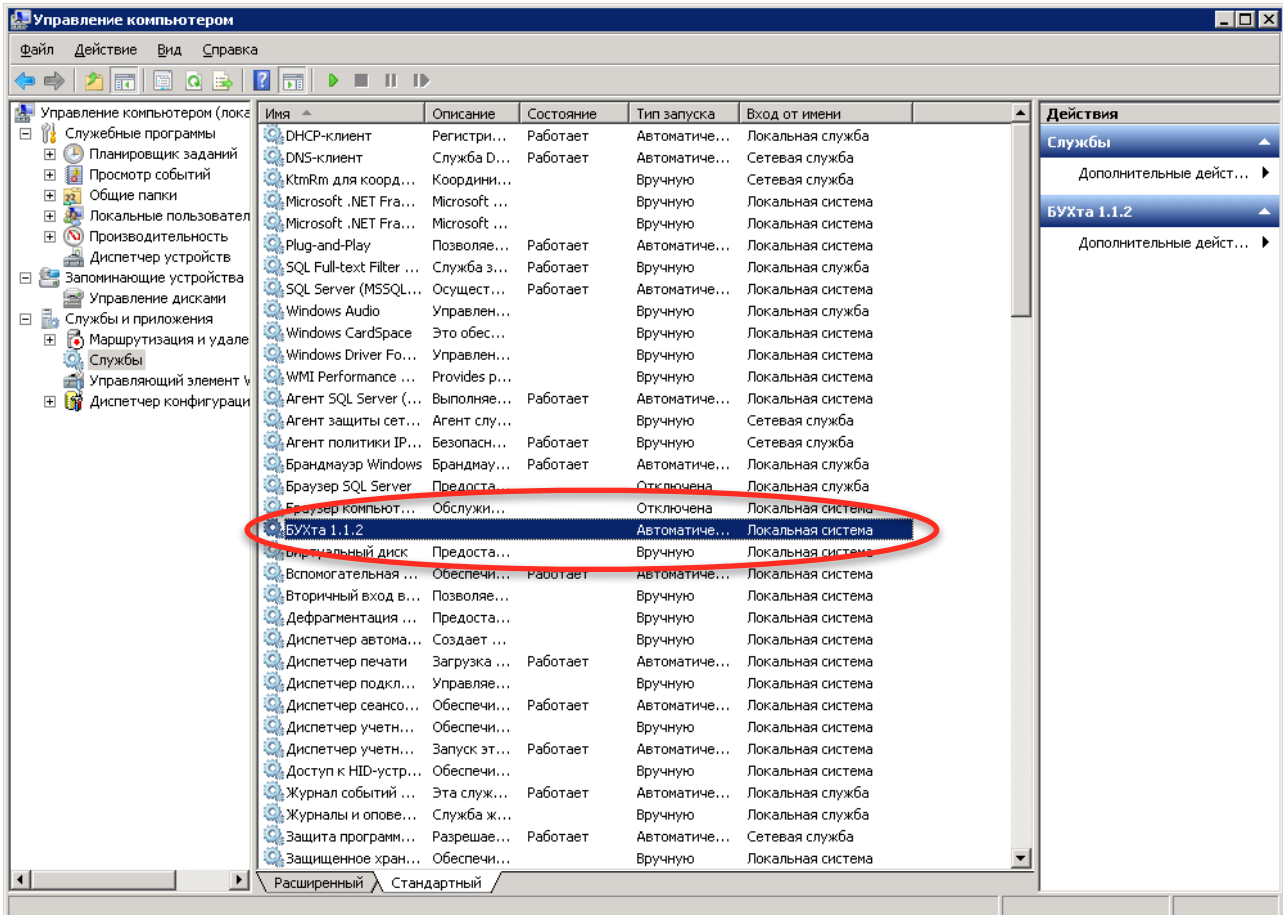 Управление компьютером
Файл Действие Вид Справка
Управление компьютером (лока
Служебные программы
Планировщик заданий
Просмотр событий
Общие папки
Локальные пользовател
Производительность
Диспетчер устройств
Запоминающие устройства
Управление дисками
Службы и приложения
Маршрутизация и удале
Службы
Управляющий элемент W
Диспетчер конфигураци
Имя Описание Состояние Тип запуска Вход от имени
DHCP-клиент Регистри... Работает Автоматиче... Локальная служба
DNS-клиент Служба D... Работает Автоматиче... Сетевая служба
KtmRm для коорд... Координи... Вручную Сетевая служба
Microsoft .NET Fra... Microsoft ... Вручную Локальная система
Microsoft .NET Fra... Microsoft ... Вручную Локальная система
Plug-and-Play Позволяе... Работает Автоматиче... Локальная система
SQL Full-text Filter ... Служба з... Работает Вручную Локальная служба
SQL Server (MSSQL... Осущест... Работает Автоматиче... Локальная система
Windows Audio Управлен... Вручную Локальная служба
Windows CardSpace Это обес... Вручную Локальная система
Windows Driver Fo... Управлен... Вручную Локальная система
WMI Performance ... Provides p... Вручную Локальная система
Агент SQL Server (... Выполняе... Работает Автоматиче... Локальная система
Агент защиты сет... Агент слу... Вручную Сетевая служба
Агент политики IP... Безопасн... Работает Вручную Сетевая служба
Брандмауэр Windows Брандмау... Работает Автоматиче... Локальная служба
Браузер SQL Server Предоста... Отключена Локальная служба
Браузер компьют... Обслужи... Отключена Локальная система
БУХта 1.1.2 Автоматиче... Локальная система
Виртуальный диск Предоста... Вручную Локальная система
Вспомогательная ... Обеспечи... Работает Автоматиче... Локальная система
Вторичный вход в... Позволяе... Вручную Локальная система
Дефрагментация ... Предоста... Вручную Локальная система
Диспетчер автома... Создает ... Вручную Локальная система
Диспетчер печати Загрузка ... Работает Автоматиче... Локальная система
Диспетчер подкл... Управляе... Вручную Локальная система
Диспетчер сеансо... Обеспечи... Работает Автоматиче... Локальная система
Диспетчер учетн... Обеспечи... Вручную Локальная система
Диспетчер учетн... Запуск эт... Работает Автоматиче... Локальная система
Доступ к HID-устр... Обеспечи... Вручную Локальная система
Журнал событий ... Эта служ... Работает Автоматиче... Локальная служба
Журналы и опове... Служба ж... Вручную Локальная служба
Защита программ... Разрешае... Работает Автоматиче... Сетевая служба
Защищенное хран... Обеспечи... Вручную Локальная система
Расширенный Стандартный
Действия
Службы
Дополнительные дейст...
БУХта 1.1.2
Дополнительные дейст...